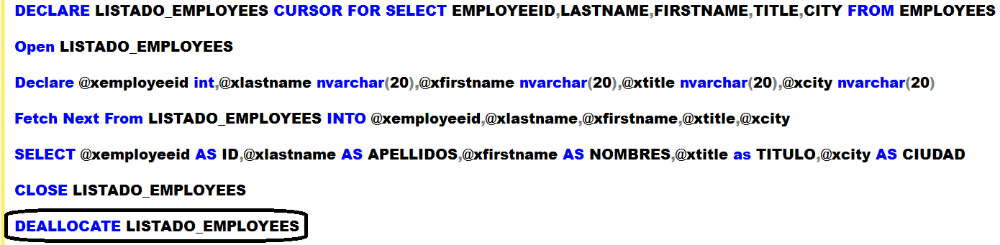 DECLARE LISTADO_EMPLOYEES CURSOR FOR SELECT EMPLOYEEID,LASTNAME,FIRSTNAME,TITLE,CITY FROM EMPLOYEES
Open LISTADO_EMPLOYEES
Declare @xemployeeid int,@xlastname nvarchar(20),@xfirstname nvarchar(20),@xtitle nvarchar(20),@xcity nvarchar(20)
Fetch Next From LISTADO_EMPLOYEES INTO @xemployeeid,@xlastname,@xfirstname,@xtitle,@xcity
SELECT @xemployeeid AS ID,@xlastname AS APELLIDOS,@xfirstname AS NOMBRES,@xtitle as TITULO,@xcity AS CIUDAD
CLOSE LISTADO_EMPLOYEES
DEALLOCATE LISTADO_EMPLOYEES